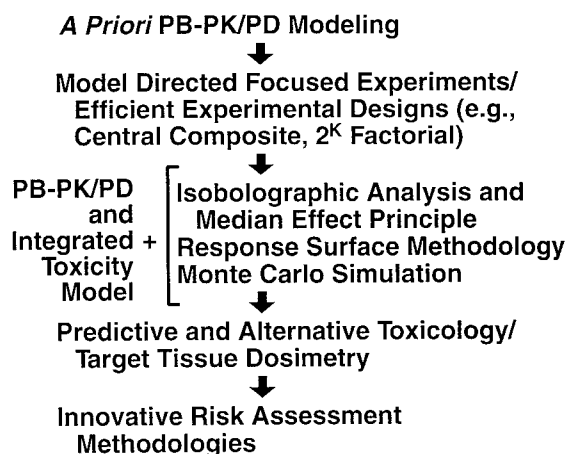 A Priori PB-PK/PD Modeling
Model Directed Focused Experiments/
Efficient Experimental Designs (e.g.,
Central Composite, 2^K Factorial)
PB-PK/PD
and
Integrated +
Toxicity
Model
Isobolographic Analysis and
Median Effect Principle
Response Surface Methodology
Monte Carlo Simulation
Predictive and Alternative Toxicology/
Target Tissue Dosimetry
Innovative Risk Assessment
Methodologies